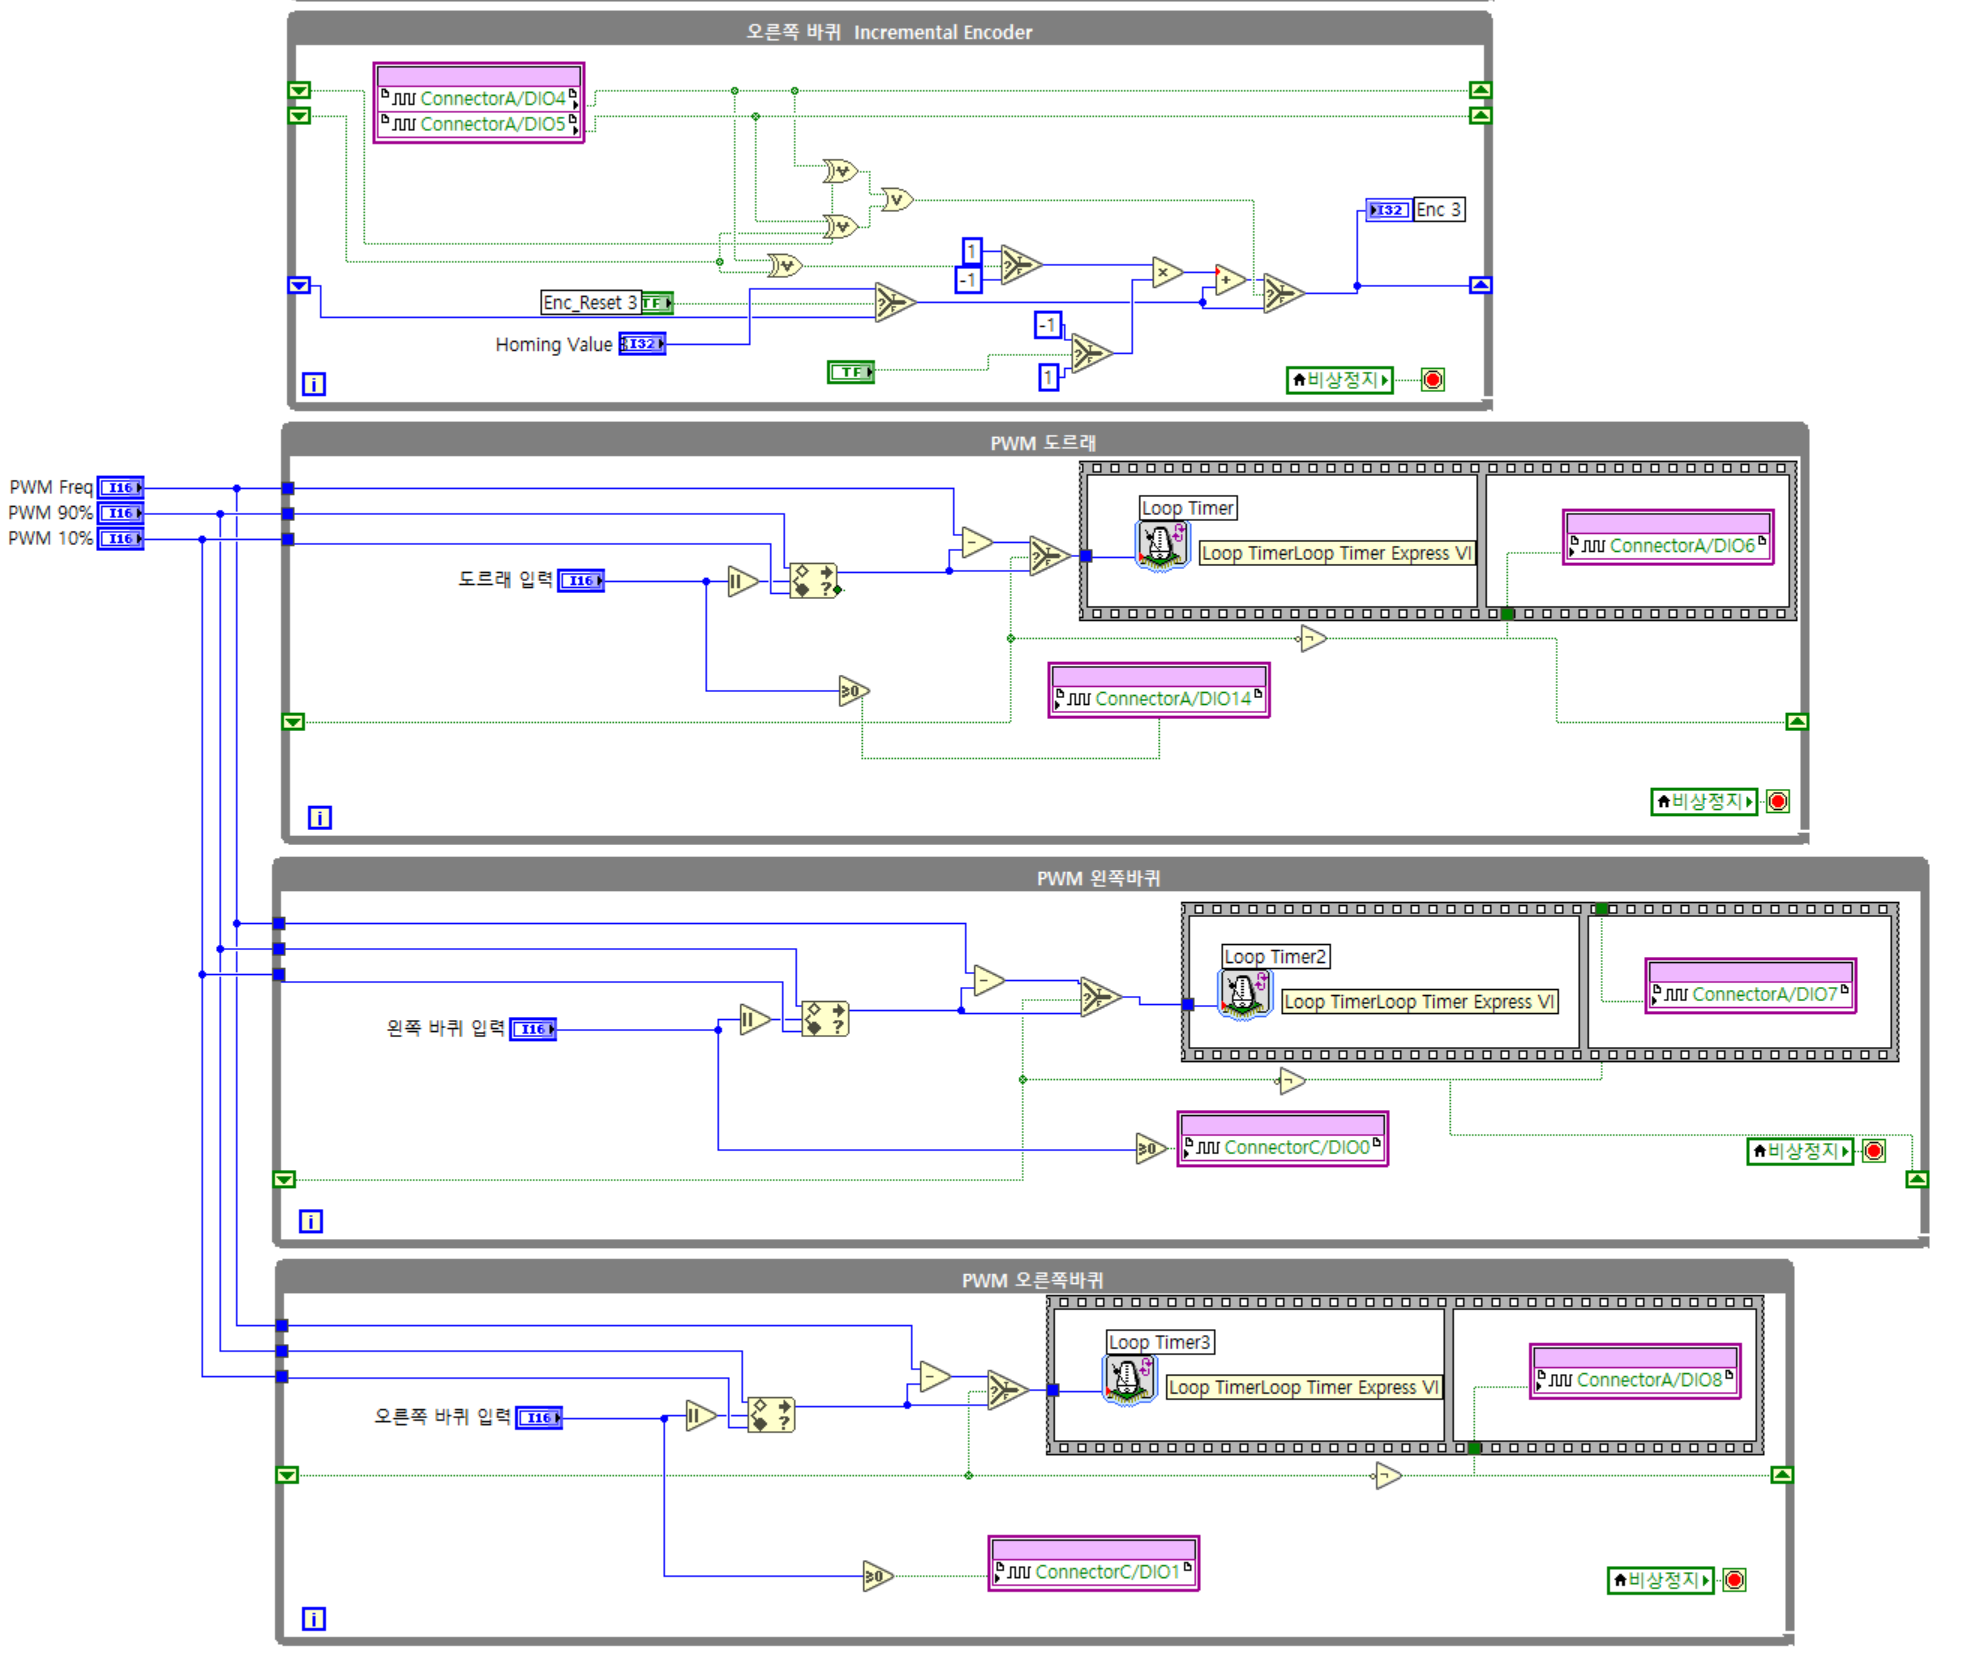 오른쪽 바퀴 Incremental Encoder
ConnectorA/DIO4
ConnectorA/DIO5
I32 Enc 3
1
-1
Enc_Reset 3 TF
Homing Value I32
-1
TF
1
비상정지
i
PWM 도르래
PWM Freq I16
PWM 90% I16
PWM 10% I16
Loop Timer
Loop TimerLoop Timer Express VI
ConnectorA/DIO6
도르래 입력 I16
ConnectorA/DIO14
비상정지
i
PWM 왼쪽바퀴
Loop Timer2
Loop TimerLoop Timer Express VI
ConnectorA/DIO7
왼쪽 바퀴 입력 I16
ConnectorC/DIO0
비상정지
i
PWM 오른쪽바퀴
Loop Timer3
Loop TimerLoop Timer Express VI
ConnectorA/DIO8
오른쪽 바퀴 입력 I16
ConnectorC/DIO1
비상정지
i